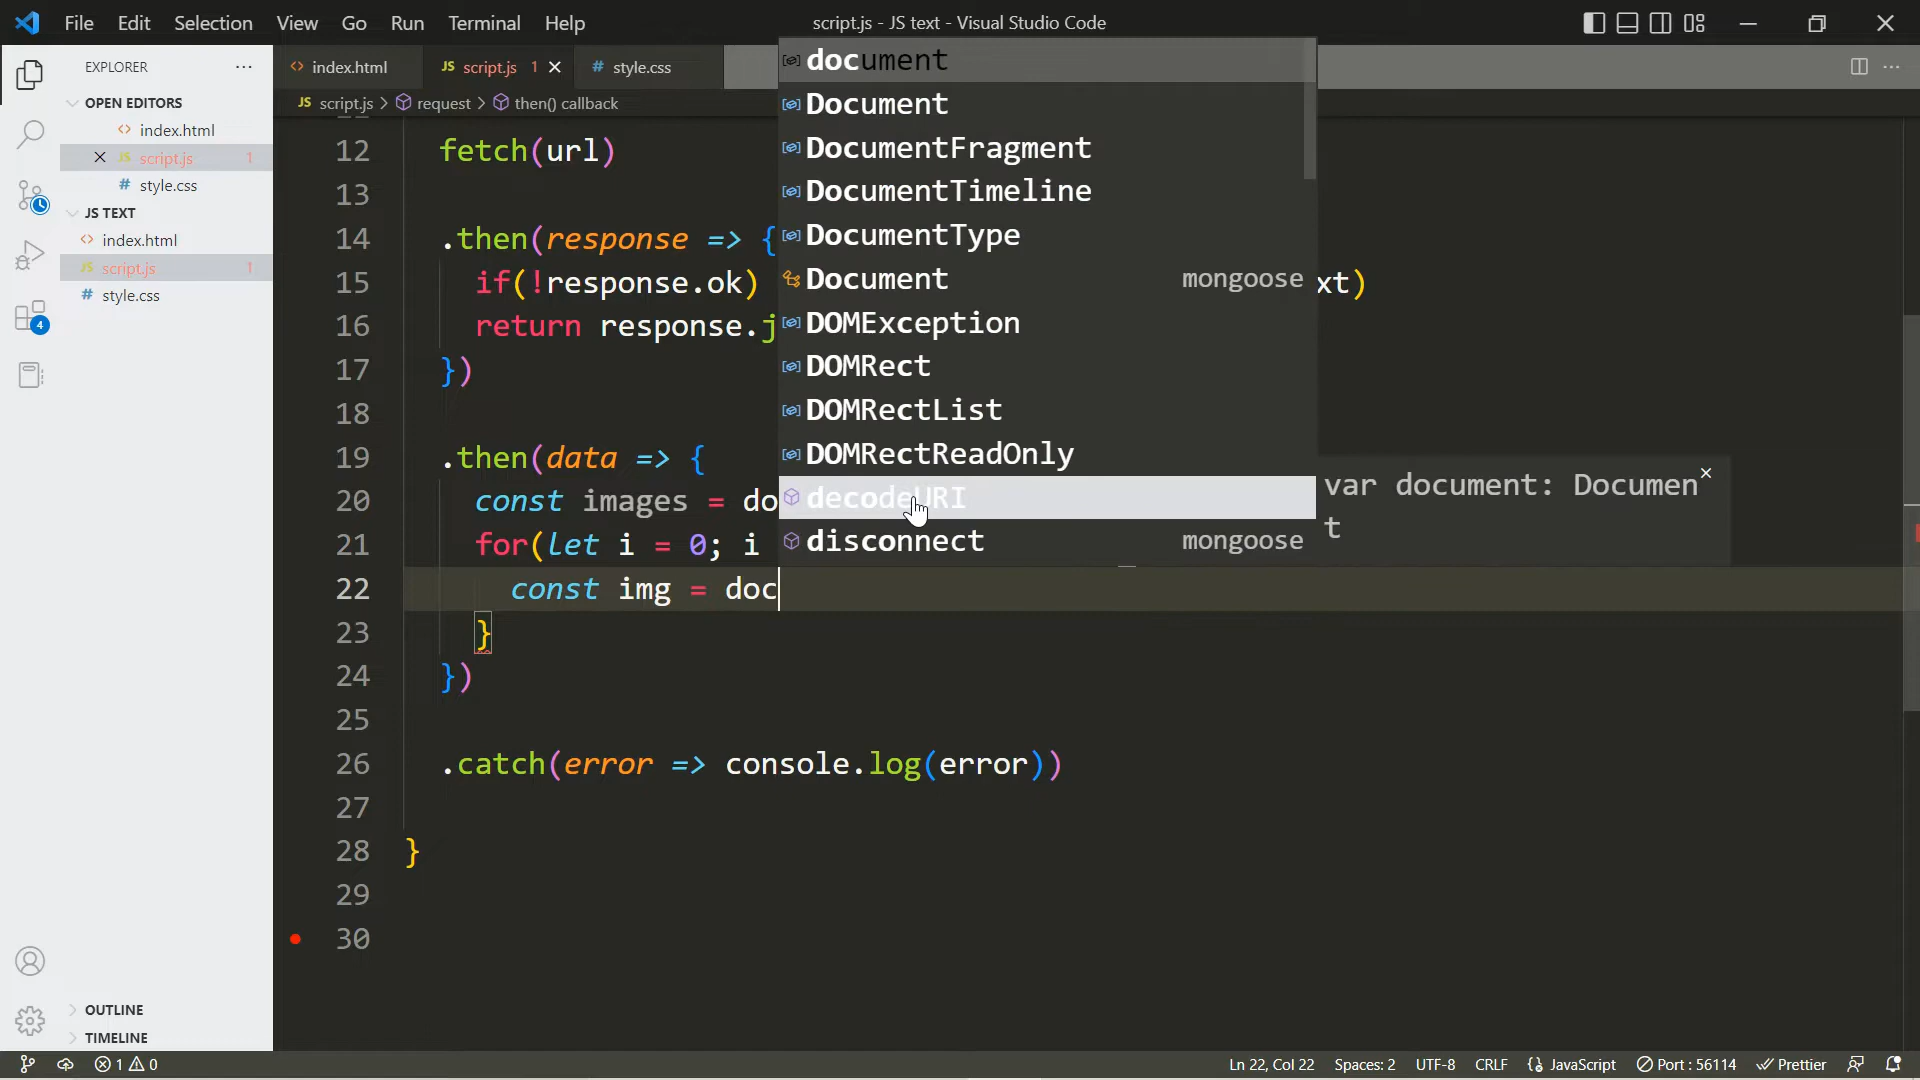 File Edit Selection View Go Run Terminal Help
script.js - JS text - Visual Studio Code
EXPLORER
OPEN EDITORS
<> index.html
JS script.js 1
# style.css
JS TEXT
<> index.html
JS script.js 1
# style.css
OUTLINE
TIMELINE
<> index.html JS script.js 1 # style.css
JS script.js > request > then() callback
12 fetch(url)
13
14 .then(response => {
15 if(!response.ok) xt)
16 return response.j
17 })
18
19 .then(data => {
20 const images = do
21 for(let i = 0; i
22 const img = doc
23 }
24 })
25
26 .catch(error => console.log(error))
27
28 }
29
30
document
Document
DocumentFragment
DocumentTimeline
DocumentType
Document mongoose
DOMException
DOMRect
DOMRectList
DOMRectReadOnly
decodeURI
disconnect mongoose
var document: Documen
t
4
1 0 Ln 22, Col 22 Spaces: 2 UTF-8 CRLF {} JavaScript Port : 56114 Prettier